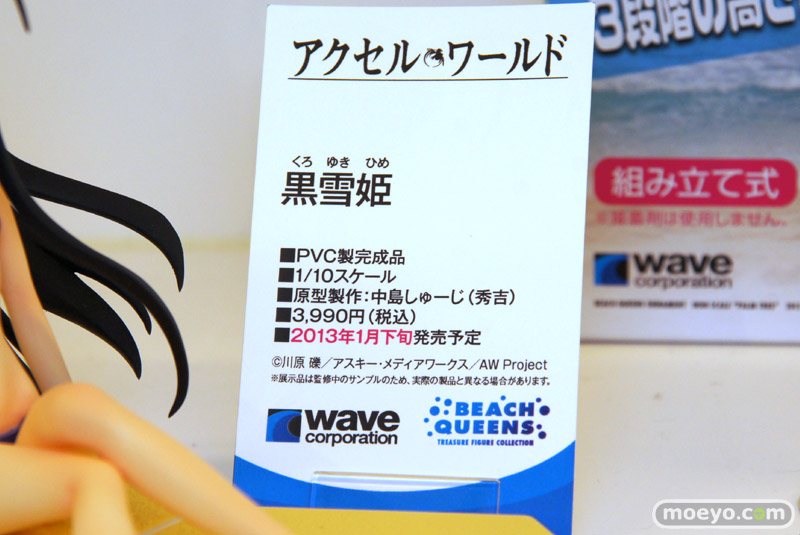 アクセル・ワールド
くろ ゆき ひめ
黒雪姫
■PVC製完成品
■1/10スケール
■原型製作:中島しゅーじ(秀吉)
■3,990円(税込)
■2013年1月下旬発売予定
©川原 礫/アスキー・メディアワークス/AW Project
※展示品は監修中のサンプルのため、実際の製品と異なる場合があります。
wave
corporation
BEACH
QUEENS
TREASURE FIGURE COLLECTION
3段階の高さ
組み立て式
※接着剤は使用しません。
wave
corporation
moeyo.com